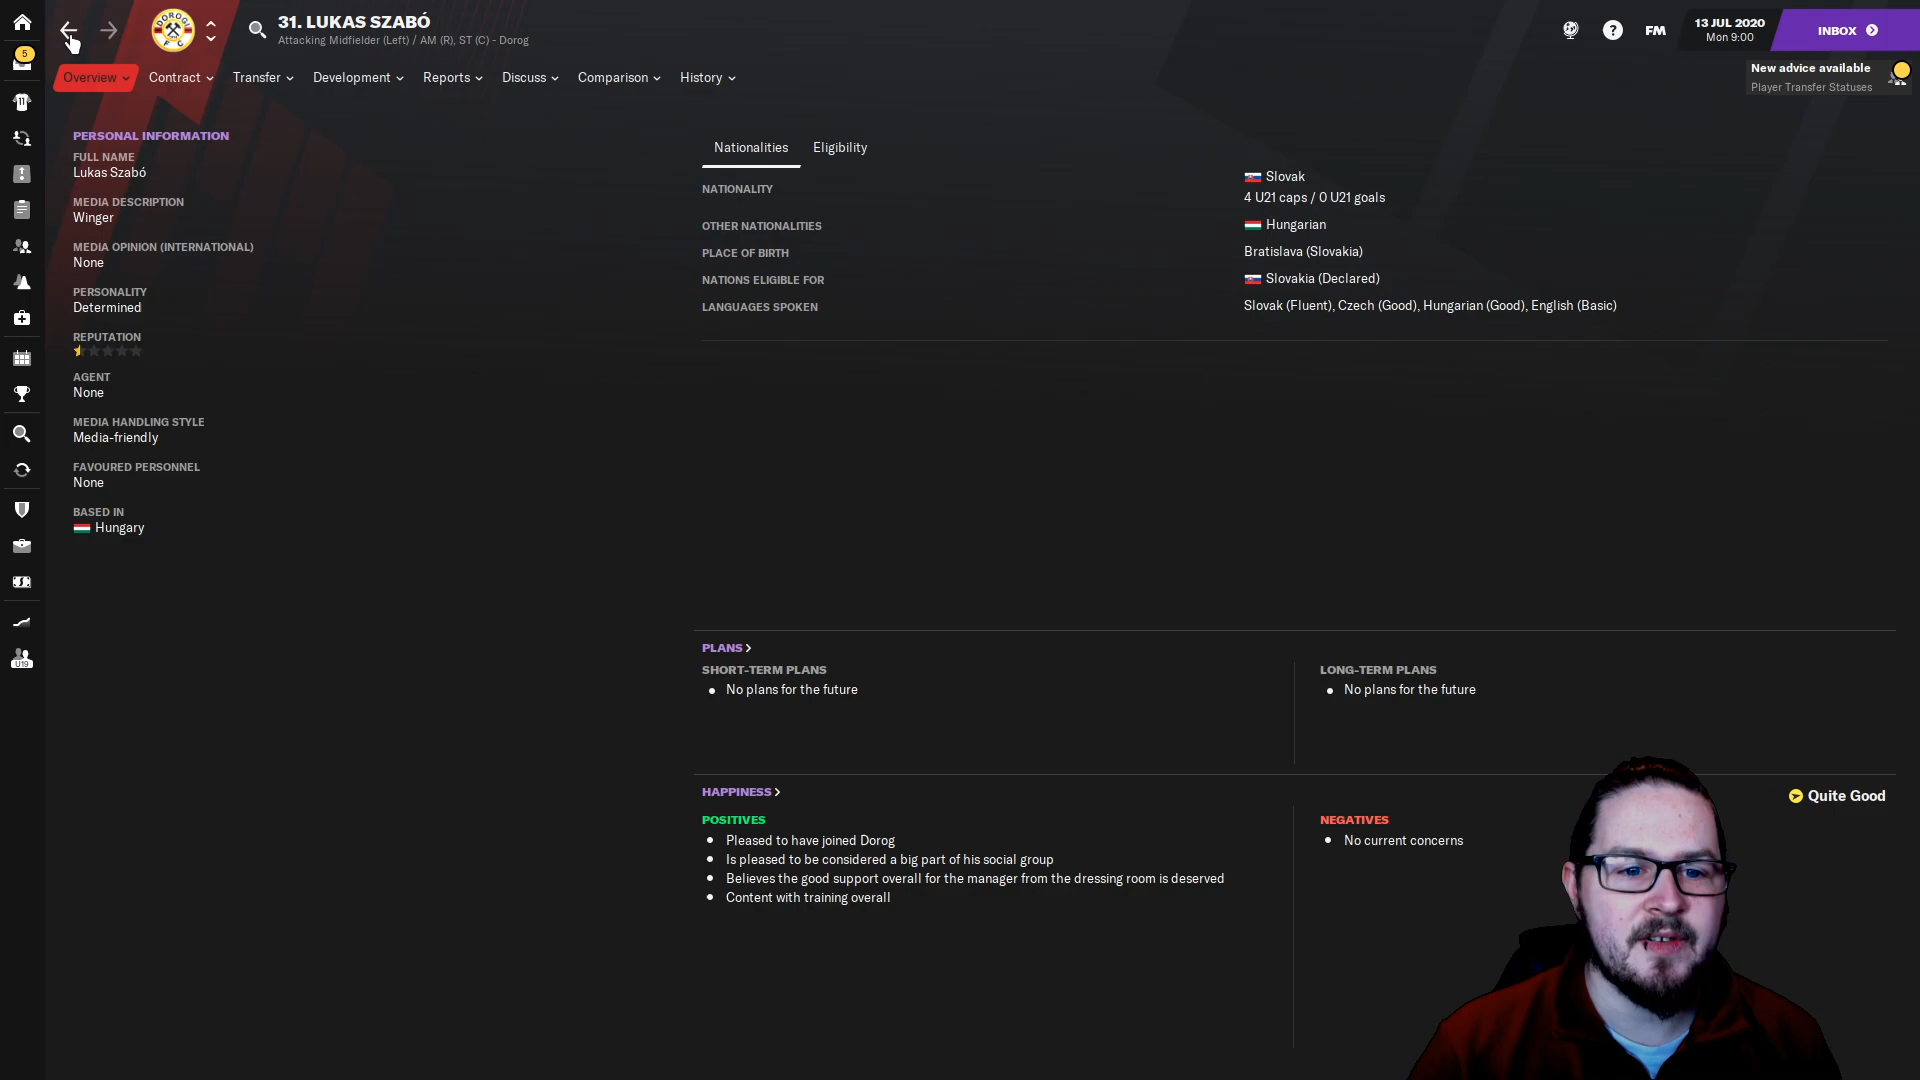 31. LUKAS SZABÓ
Attacking Midfielder (Left) / AM (R), ST (C) - Dorog
FM
13 JUL 2020
Mon 9:00
INBOX
5
Overview
Contract
Transfer
Development
Reports
Discuss
Comparison
History
New advice available
Player Transfer Statuses
PERSONAL INFORMATION
FULL NAME
Lukas Szabó
MEDIA DESCRIPTION
Winger
MEDIA OPINION (INTERNATIONAL)
None
PERSONALITY
Determined
REPUTATION
AGENT
None
MEDIA HANDLING STYLE
Media-friendly
FAVOURED PERSONNEL
None
BASED IN
Hungary
Nationalities
Eligibility
NATIONALITY
Slovak
4 U21 caps / 0 U21 goals
OTHER NATIONALITIES
Hungarian
PLACE OF BIRTH
Bratislava (Slovakia)
NATIONS ELIGIBLE FOR
Slovakia (Declared)
LANGUAGES SPOKEN
Slovak (Fluent), Czech (Good), Hungarian (Good), English (Basic)
PLANS
SHORT-TERM PLANS
No plans for the future
LONG-TERM PLANS
No plans for the future
HAPPINESS
Quite Good
POSITIVES
Pleased to have joined Dorog
Is pleased to be considered a big part of his social group
Believes the good support overall for the manager from the dressing room is deserved
Content with training overall
NEGATIVES
No current concerns
U19
DOROGI
F C
11
?